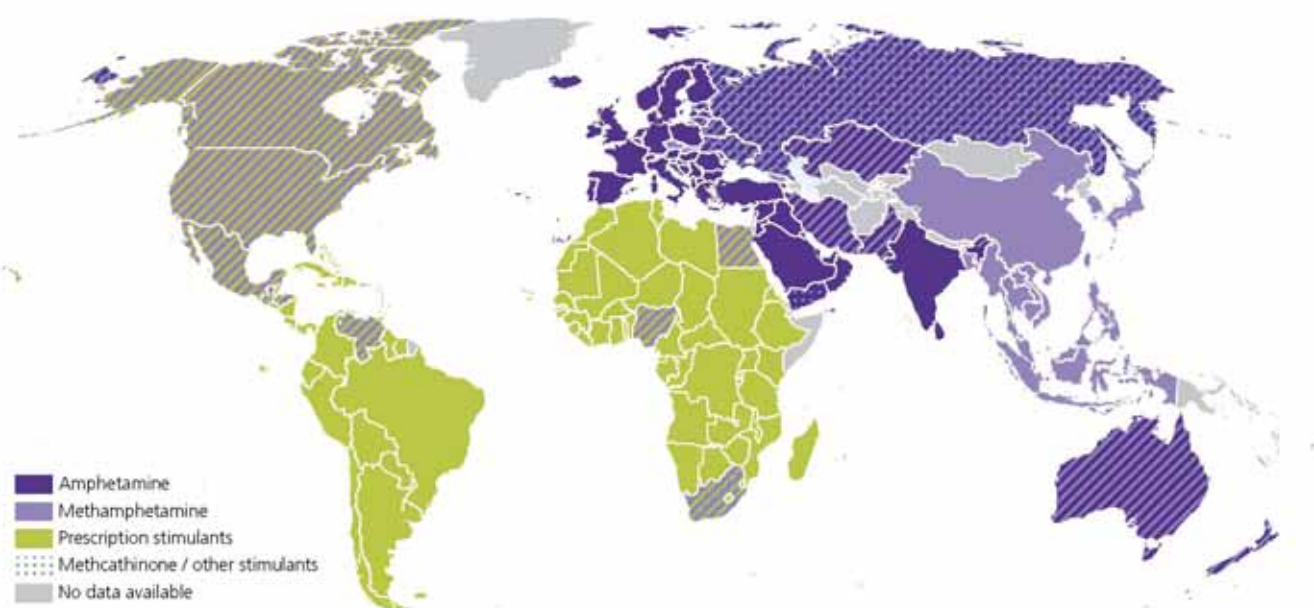 Amphetamine
Methamphetamine
Prescription stimulants
Methcathinone / other stimulants
No data available